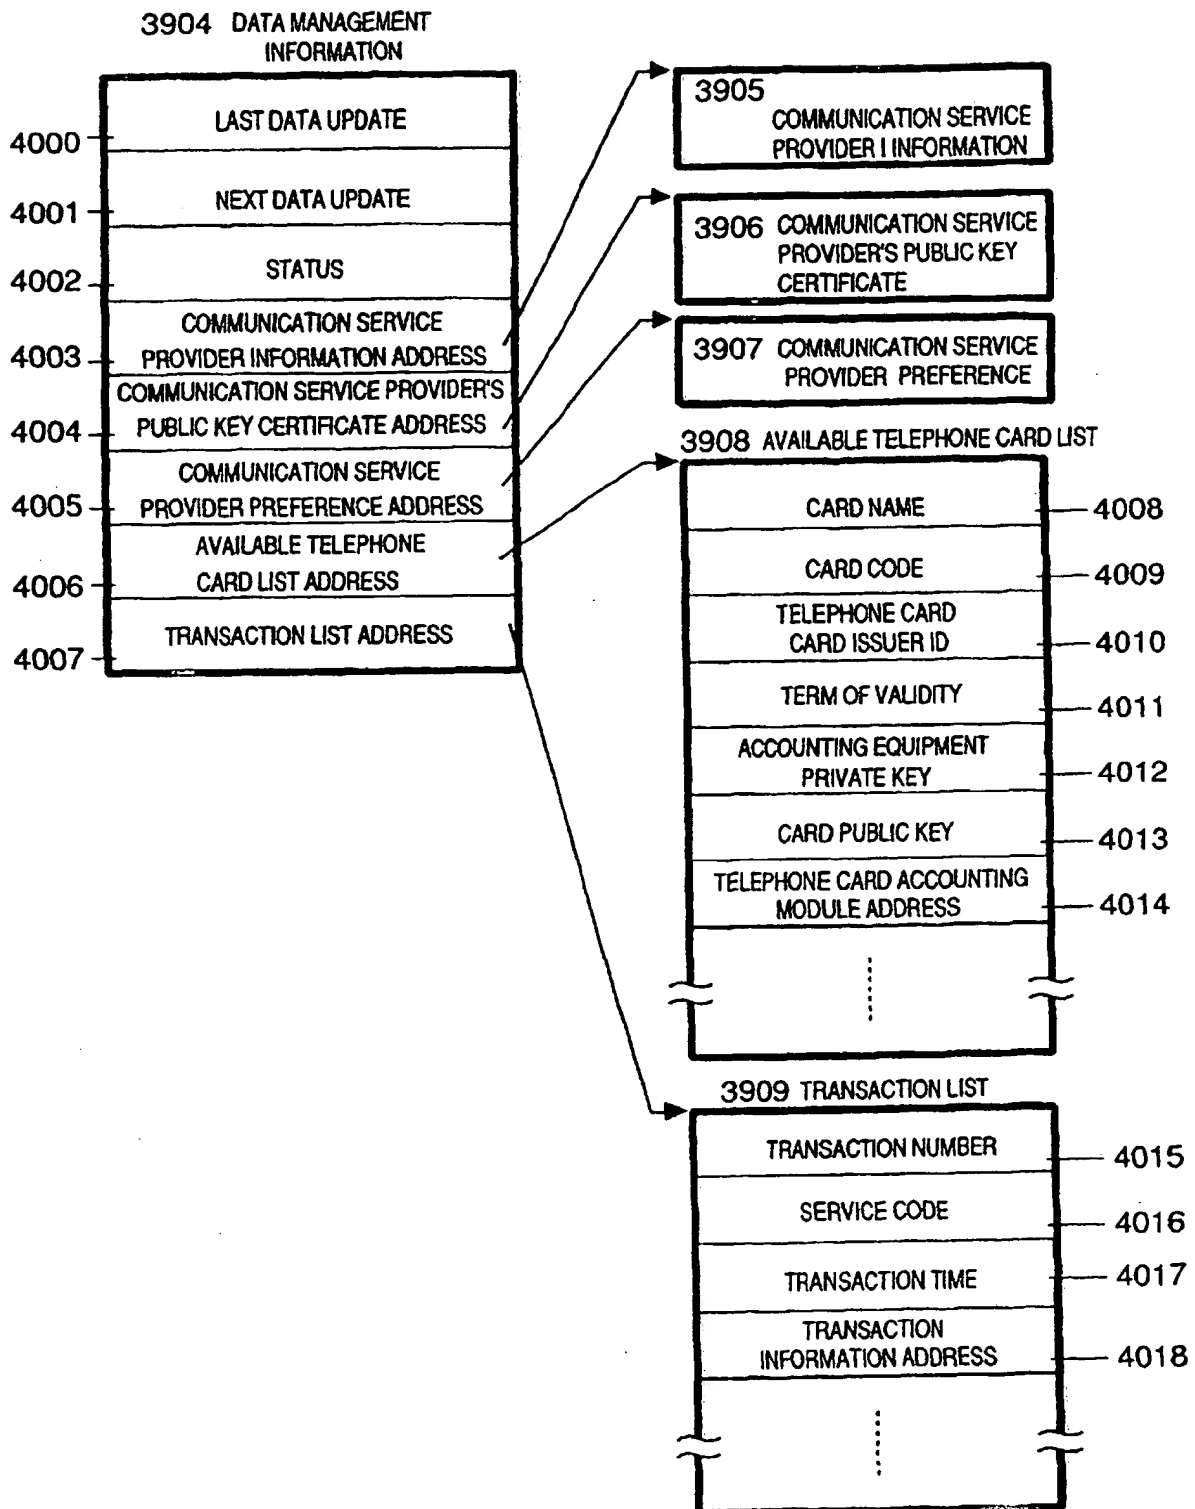 3904 DATA MANAGEMENT
INFORMATION
LAST DATA UPDATE
4000
NEXT DATA UPDATE
4001
STATUS
4002
COMMUNICATION SERVICE
PROVIDER INFORMATION ADDRESS
4003
COMMUNICATION SERVICE PROVIDER'S
PUBLIC KEY CERTIFICATE ADDRESS
4004
COMMUNICATION SERVICE
PROVIDER PREFERENCE ADDRESS
4005
AVAILABLE TELEPHONE
CARD LIST ADDRESS
4006
TRANSACTION LIST ADDRESS
4007
3905
COMMUNICATION SERVICE
PROVIDER I INFORMATION
3906 COMMUNICATION SERVICE
PROVIDER'S PUBLIC KEY
CERTIFICATE
3907 COMMUNICATION SERVICE
PROVIDER PREFERENCE
3908 AVAILABLE TELEPHONE CARD LIST
CARD NAME
4008
CARD CODE
4009
TELEPHONE CARD
CARD ISSUER ID
4010
TERM OF VALIDITY
4011
ACCOUNTING EQUIPMENT
PRIVATE KEY
4012
CARD PUBLIC KEY
4013
TELEPHONE CARD ACCOUNTING
MODULE ADDRESS
4014
3909 TRANSACTION LIST
TRANSACTION NUMBER
4015
SERVICE CODE
4016
TRANSACTION TIME
4017
TRANSACTION
INFORMATION ADDRESS
4018